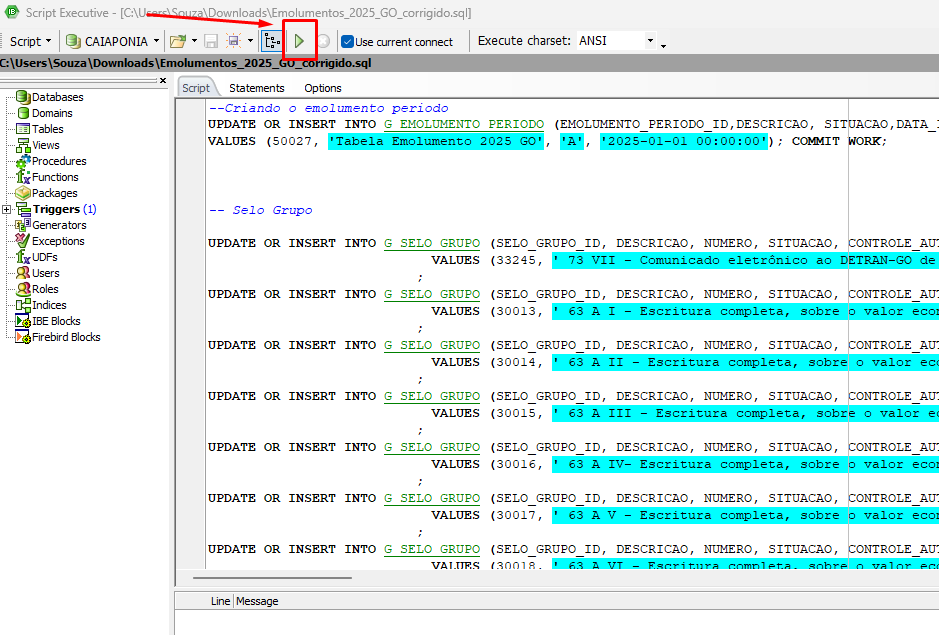 Script Executive - [C:\Users\Souza\Downloads\Emolumentos_2025_GO_corrigido.sql]
Script CAIAPONIA Use current connect Execute charset: ANSI
C:\Users\Souza\Downloads\Emolumentos_2025_GO_corrigido.sql
Databases
Domains
Tables
Views
Procedures
Functions
Packages
Triggers (1)
Generators
Exceptions
UDFs
Users
Roles
Indices
IBE Blocks
Firebird Blocks
Script Statements Options
--Criando o emolumento periodo
UPDATE OR INSERT INTO G_EMOLUMENTO_PERIODO (EMOLUMENTO_PERIODO_ID,DESCRICAO, SITUACAO,DATA_I
VALUES (50027, 'Tabela Emolumento 2025 GO', 'A', '2025-01-01 00:00:00'); COMMIT WORK;
-- Selo Grupo
UPDATE OR INSERT INTO G_SELO_GRUPO (SELO_GRUPO_ID, DESCRICAO, NUMERO, SITUACAO, CONTROLE_AUT
VALUES (33245, ' 73 VII - Comunicado eletrônico ao DETRAN-GO de
;
UPDATE OR INSERT INTO G_SELO_GRUPO (SELO_GRUPO_ID, DESCRICAO, NUMERO, SITUACAO, CONTROLE_AUT
VALUES (30013, ' 63 A I - Escritura completa, sobre o valor econ
;
UPDATE OR INSERT INTO G_SELO_GRUPO (SELO_GRUPO_ID, DESCRICAO, NUMERO, SITUACAO, CONTROLE_AUT
VALUES (30014, ' 63 A II - Escritura completa, sobre o valor eco
;
UPDATE OR INSERT INTO G_SELO_GRUPO (SELO_GRUPO_ID, DESCRICAO, NUMERO, SITUACAO, CONTROLE_AUT
VALUES (30015, ' 63 A III - Escritura completa, sobre o valor ec
;
UPDATE OR INSERT INTO G_SELO_GRUPO (SELO_GRUPO_ID, DESCRICAO, NUMERO, SITUACAO, CONTROLE_AUT
VALUES (30016, ' 63 A IV- Escritura completa, sobre o valor econ
;
UPDATE OR INSERT INTO G_SELO_GRUPO (SELO_GRUPO_ID, DESCRICAO, NUMERO, SITUACAO, CONTROLE_AUT
VALUES (30017, ' 63 A V - Escritura completa, sobre o valor econ
;
UPDATE OR INSERT INTO G_SELO_GRUPO (SELO_GRUPO_ID, DESCRICAO, NUMERO, SITUACAO, CONTROLE_AUT
VALUES (30018, ' 63 A VI - Escritura completa, sobre o valor eco
Line Message